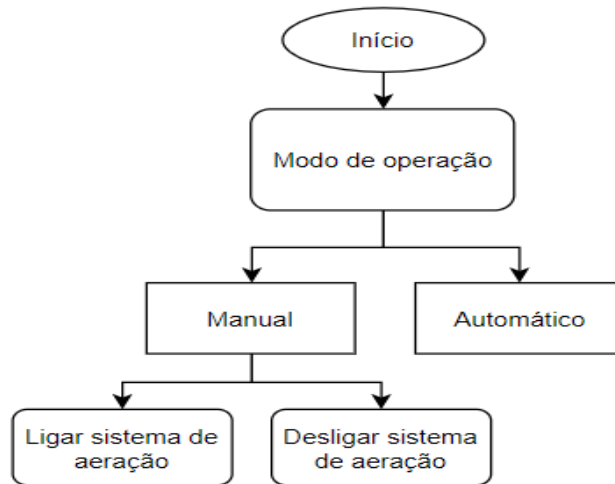 Início
Modo de operação
Manual
Automático
Ligar sistema de
aeração
Desligar sistema
de aeração